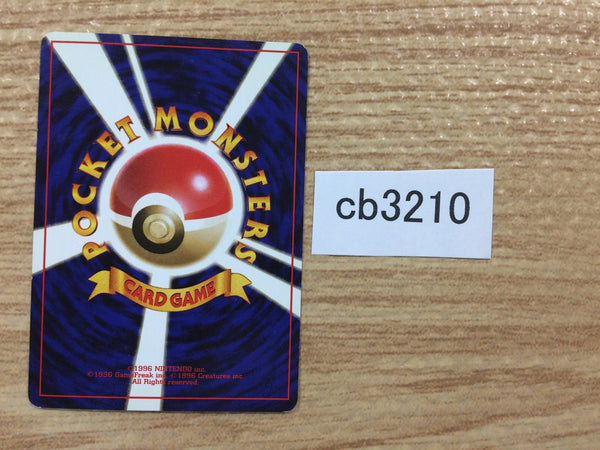 POCKET MONSTERS
CARD GAME
©1996 NINTENDO inc.
©1996 GameFreak inc. ©1996 Creatures inc.
All Rights reserved.
cb3210